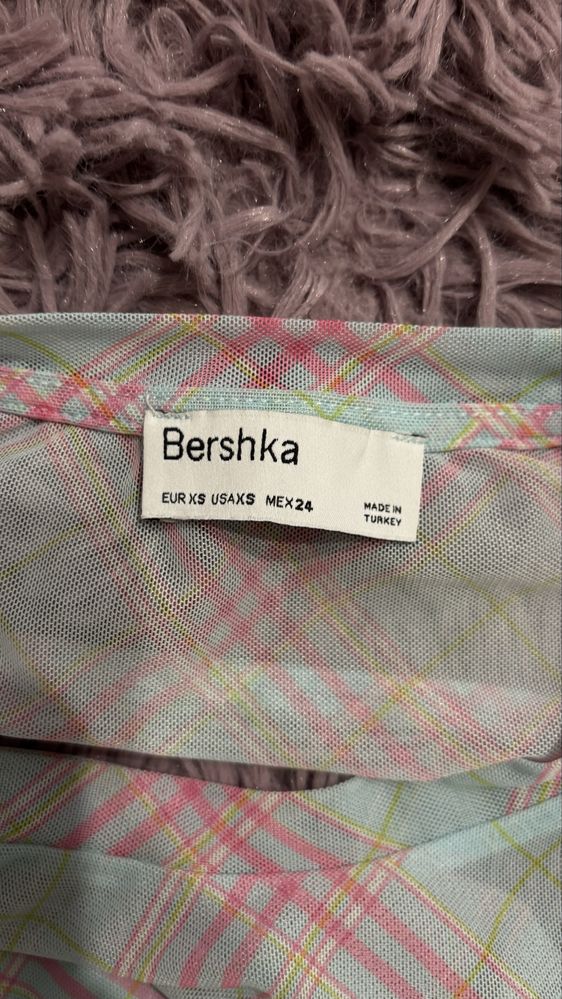 Bershka
EUR XS USA XS MEX 24
MADE IN
TURKEY